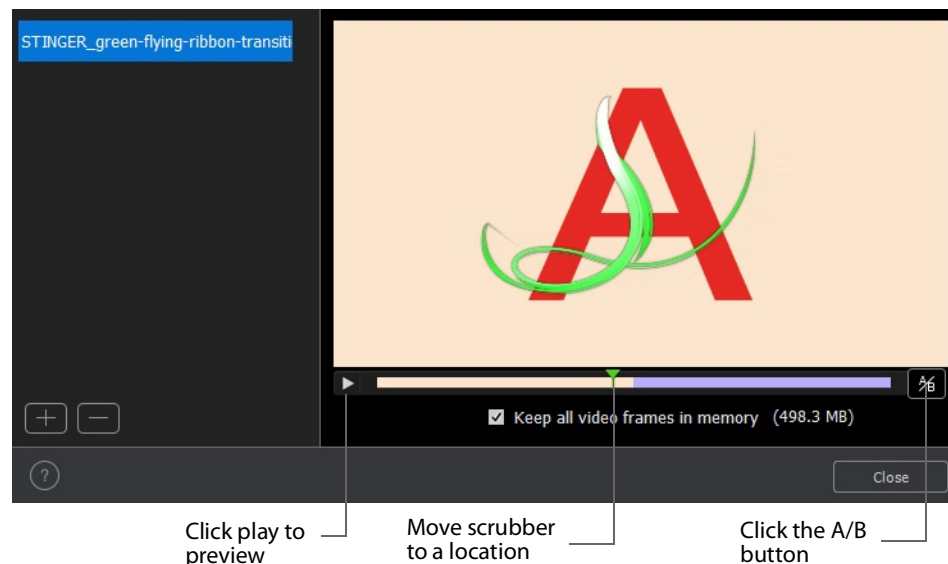 STINGER_green-flying-ribbon-transiti
A
A/B
Keep all video frames in memory (498.3 MB)
?
Close
Click play to
preview
Move scrubber
to a location
Click the A/B
button